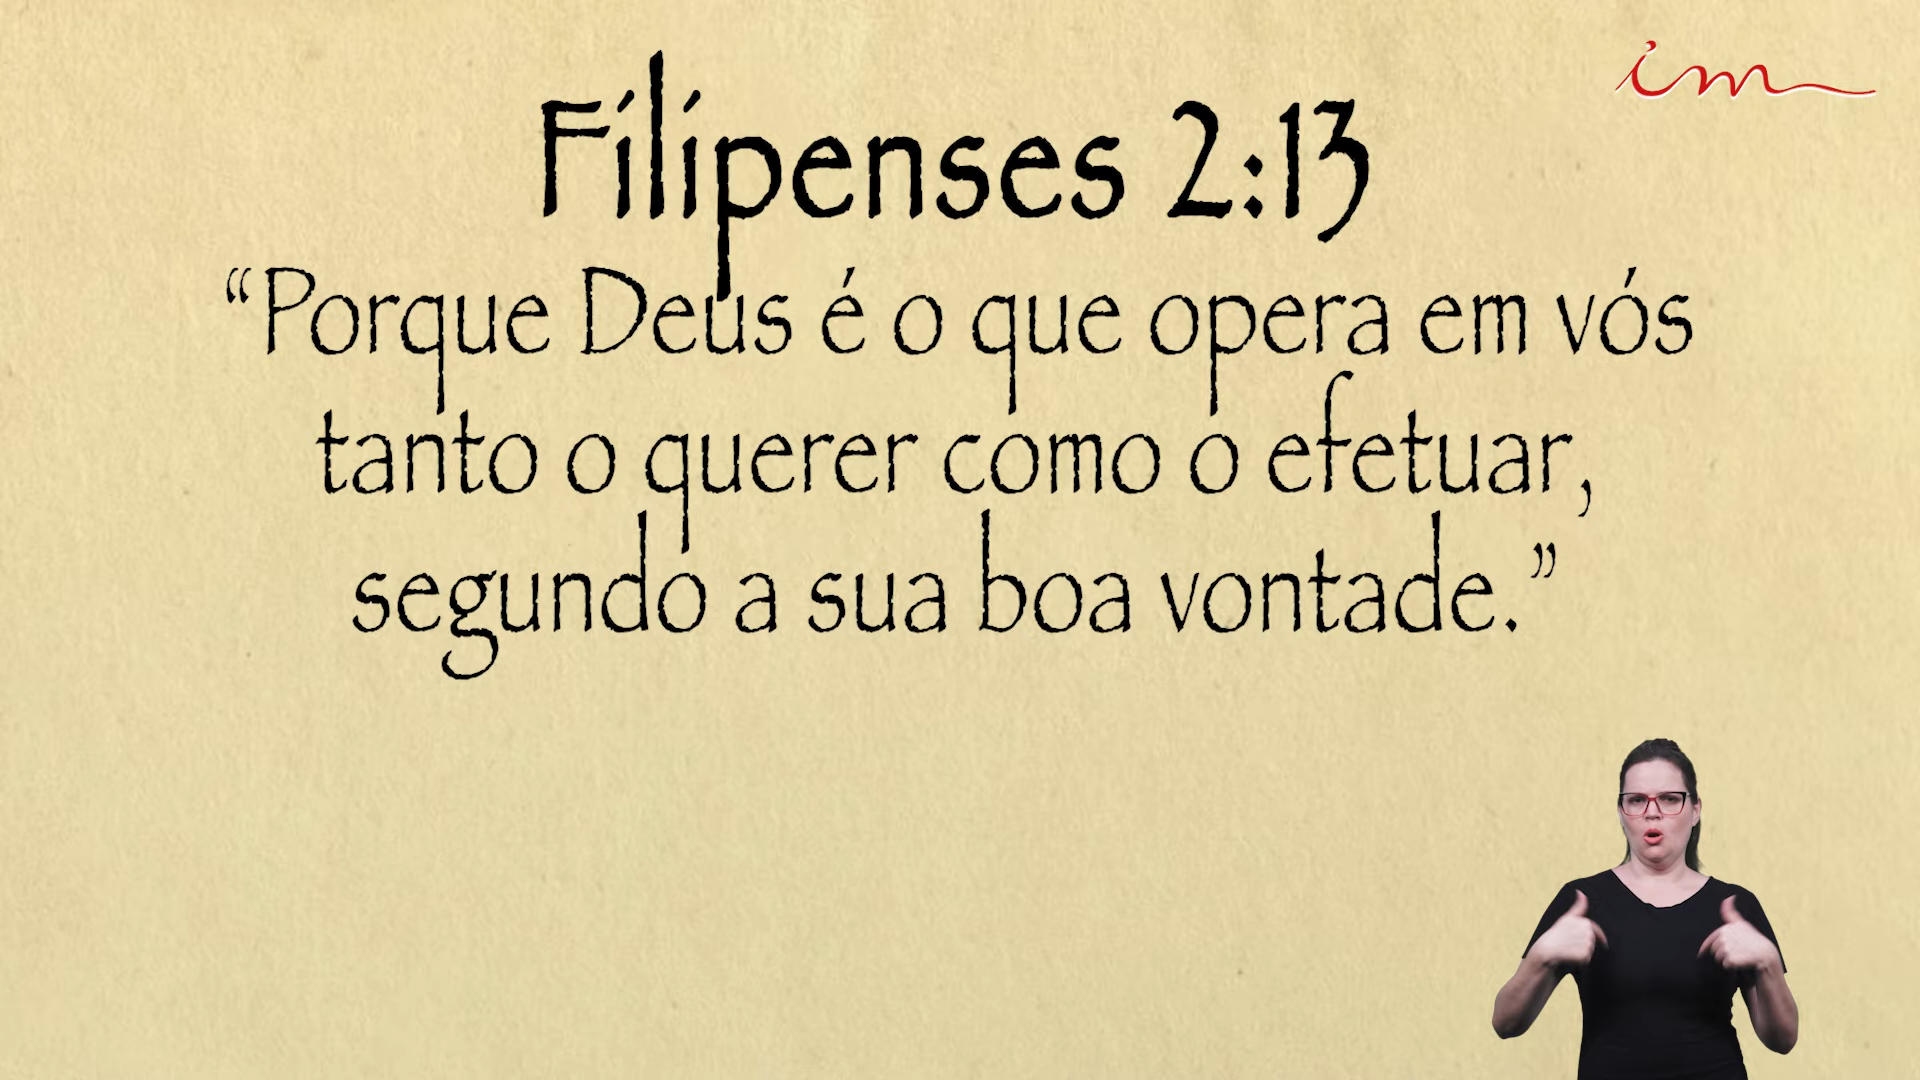 im
Filipenses 2:13
“Porque Deus é o que opera em vós
tanto o querer como o efetuar,
segundo a sua boa vontade.”